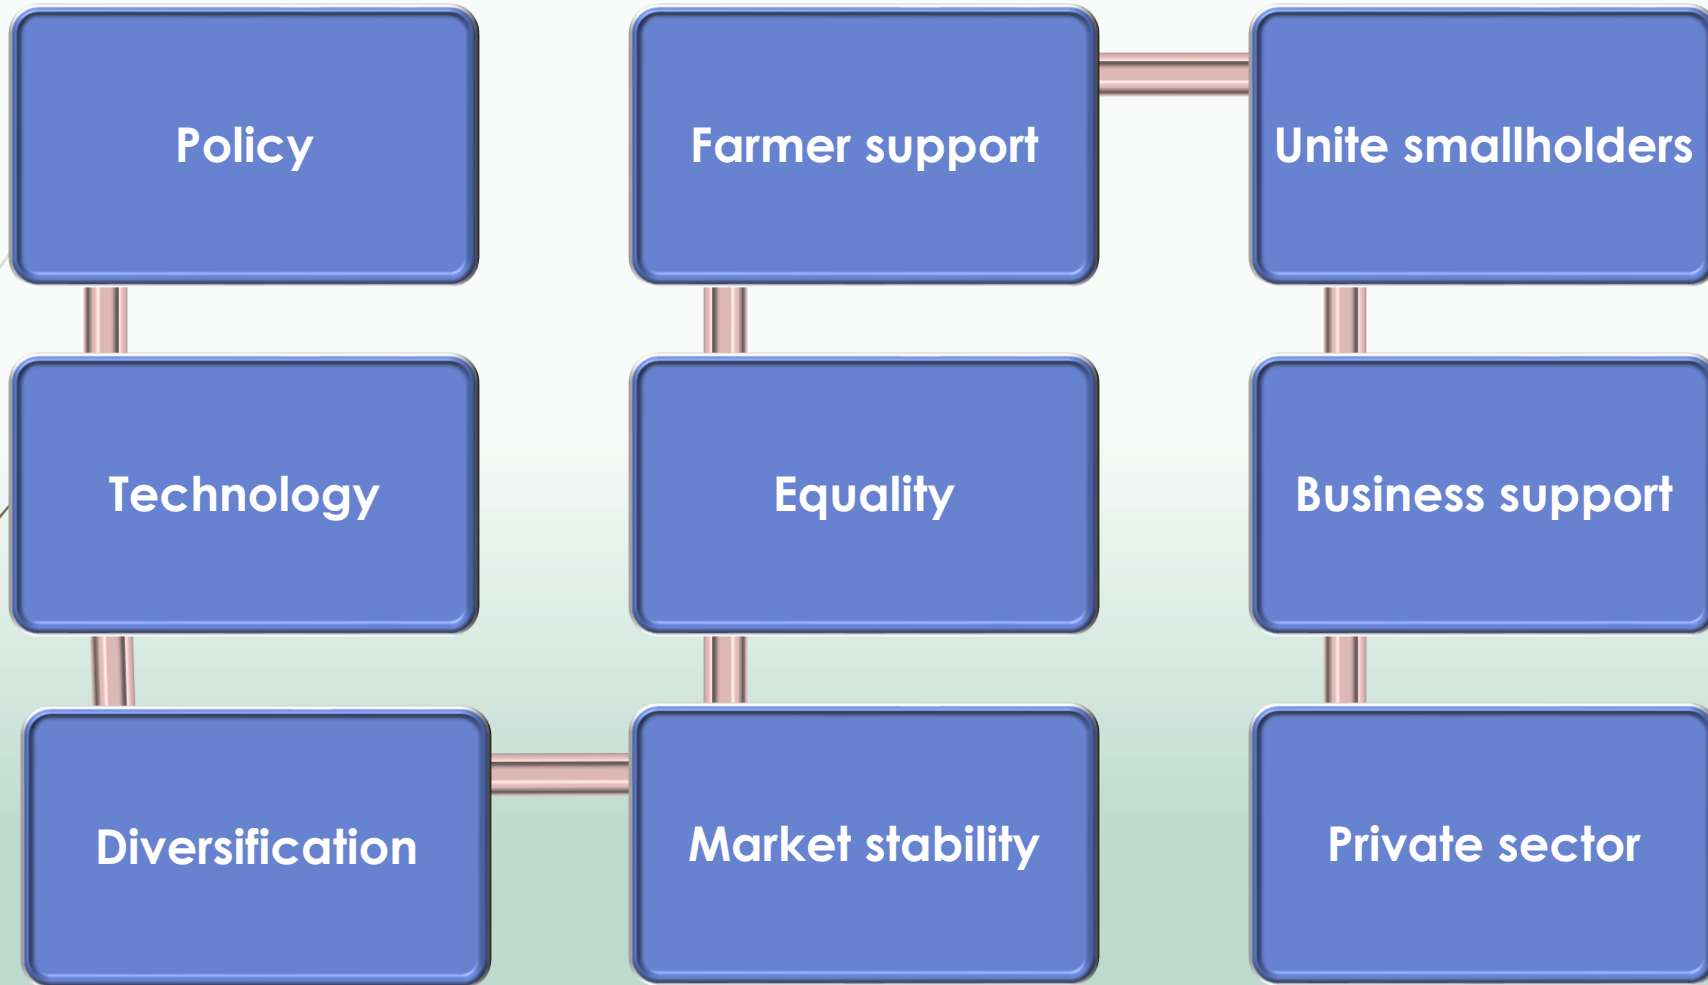 Policy
Technology
Diversification
Market stability
Equality
Farmer support
Unite smallholders
Business support
Private sector